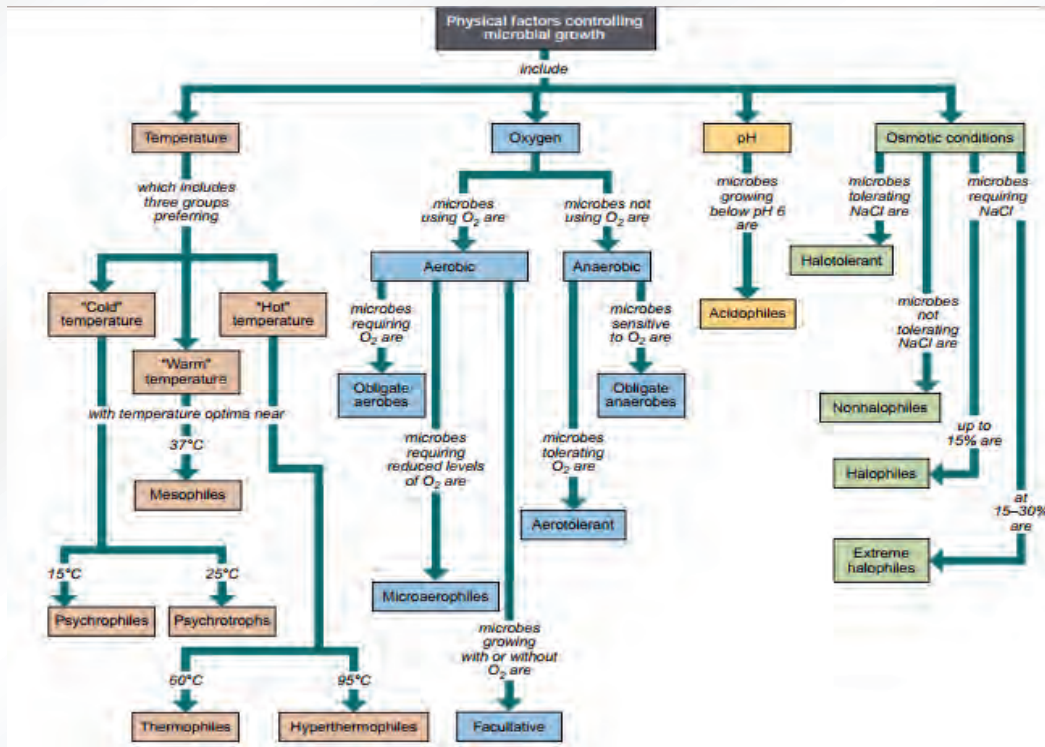 Physical factors controlling
microbial growth
include
Temperature
Oxygen
pH
Osmotic conditions
which includes
three groups
preferring
microbes
using O₂ are
microbes not
using O₂ are
microbes
growing
below pH 6
are
microbes
tolerating
NaCl are
microbes
requiring
NaCl
Aerobic
Anaerobic
Halotolerant
"Cold"
temperature
"Hot"
temperature
"Warm"
temperature
microbes
requiring
O₂ are
microbes
sensitive
to O₂ are
Acidophiles
microbes
not
tolerating
NaCl are
Obligate
aerobes
Obligate
anaerobes
Nonhalophiles
with temperature optima near
37°C
Mesophiles
microbes
requiring
reduced levels
of O₂ are
microbes
tolerating
O₂ are
up to
15% are
Halophiles
at
15–30%
are
Aerotolerant
Extreme
halophiles
15°C
25°C
Psychrophiles
Psychrotrophs
Microaerophiles
microbes
growing
with or without
O₂ are
60°C
95°C
Thermophiles
Hyperthermophiles
Facultative